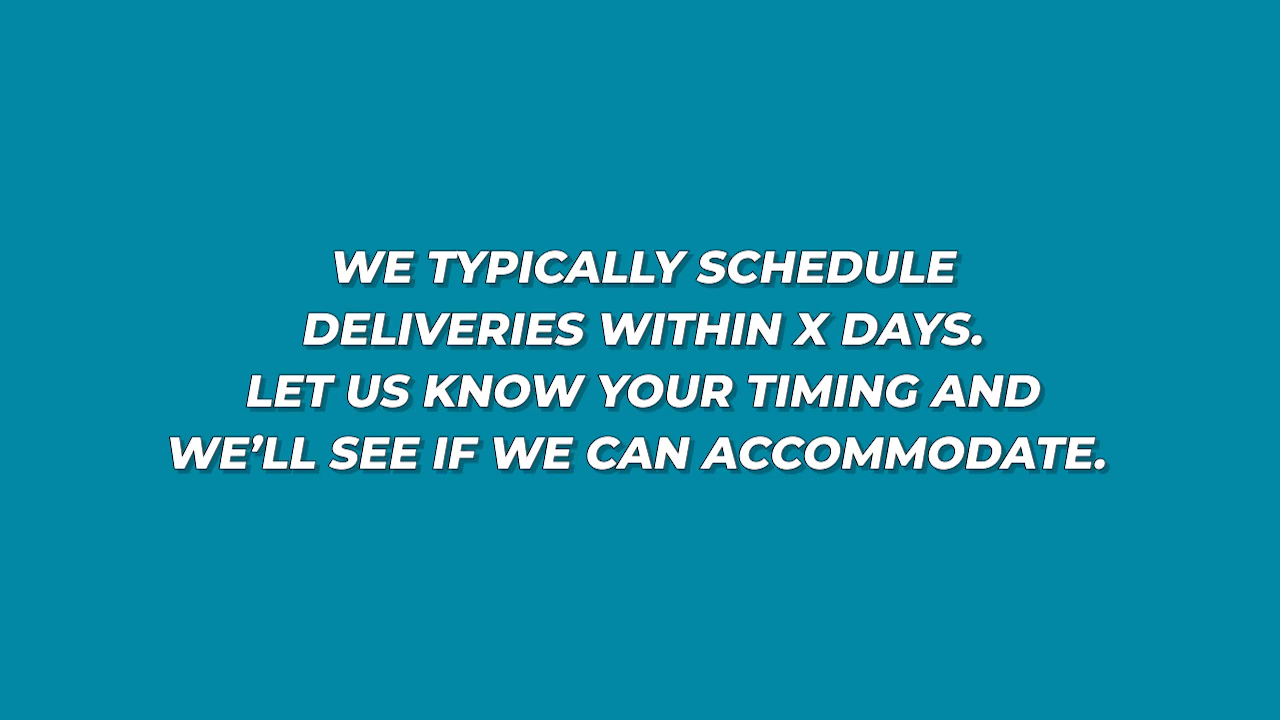 WE TYPICALLY SCHEDULE
DELIVERIES WITHIN X DAYS.
LET US KNOW YOUR TIMING AND
WE’LL SEE IF WE CAN ACCOMMODATE.